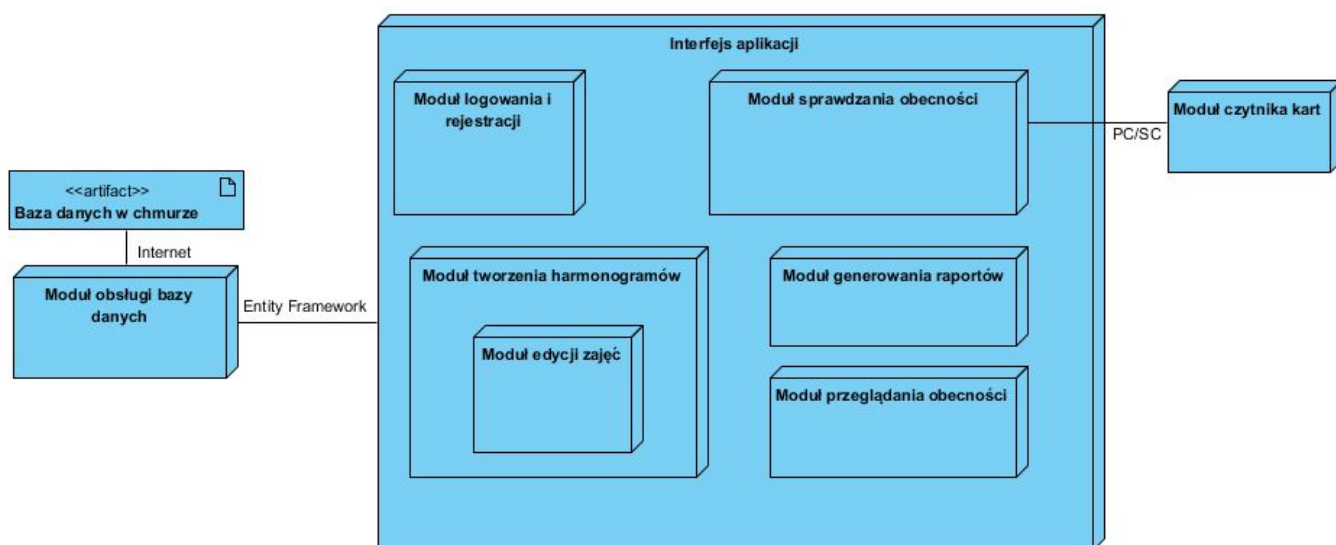 Interfejs aplikacji
Moduł logowania i
rejestracji
Moduł sprawdzania obecności
Moduł czytnika kart
PC/SC
<<artifact>>
Baza danych w chmurze
Internet
Moduł obsługi bazy
danych
Entity Framework
Moduł tworzenia harmonogramów
Moduł edycji zajęć
Moduł generowania raportów
Moduł przeglądania obecności